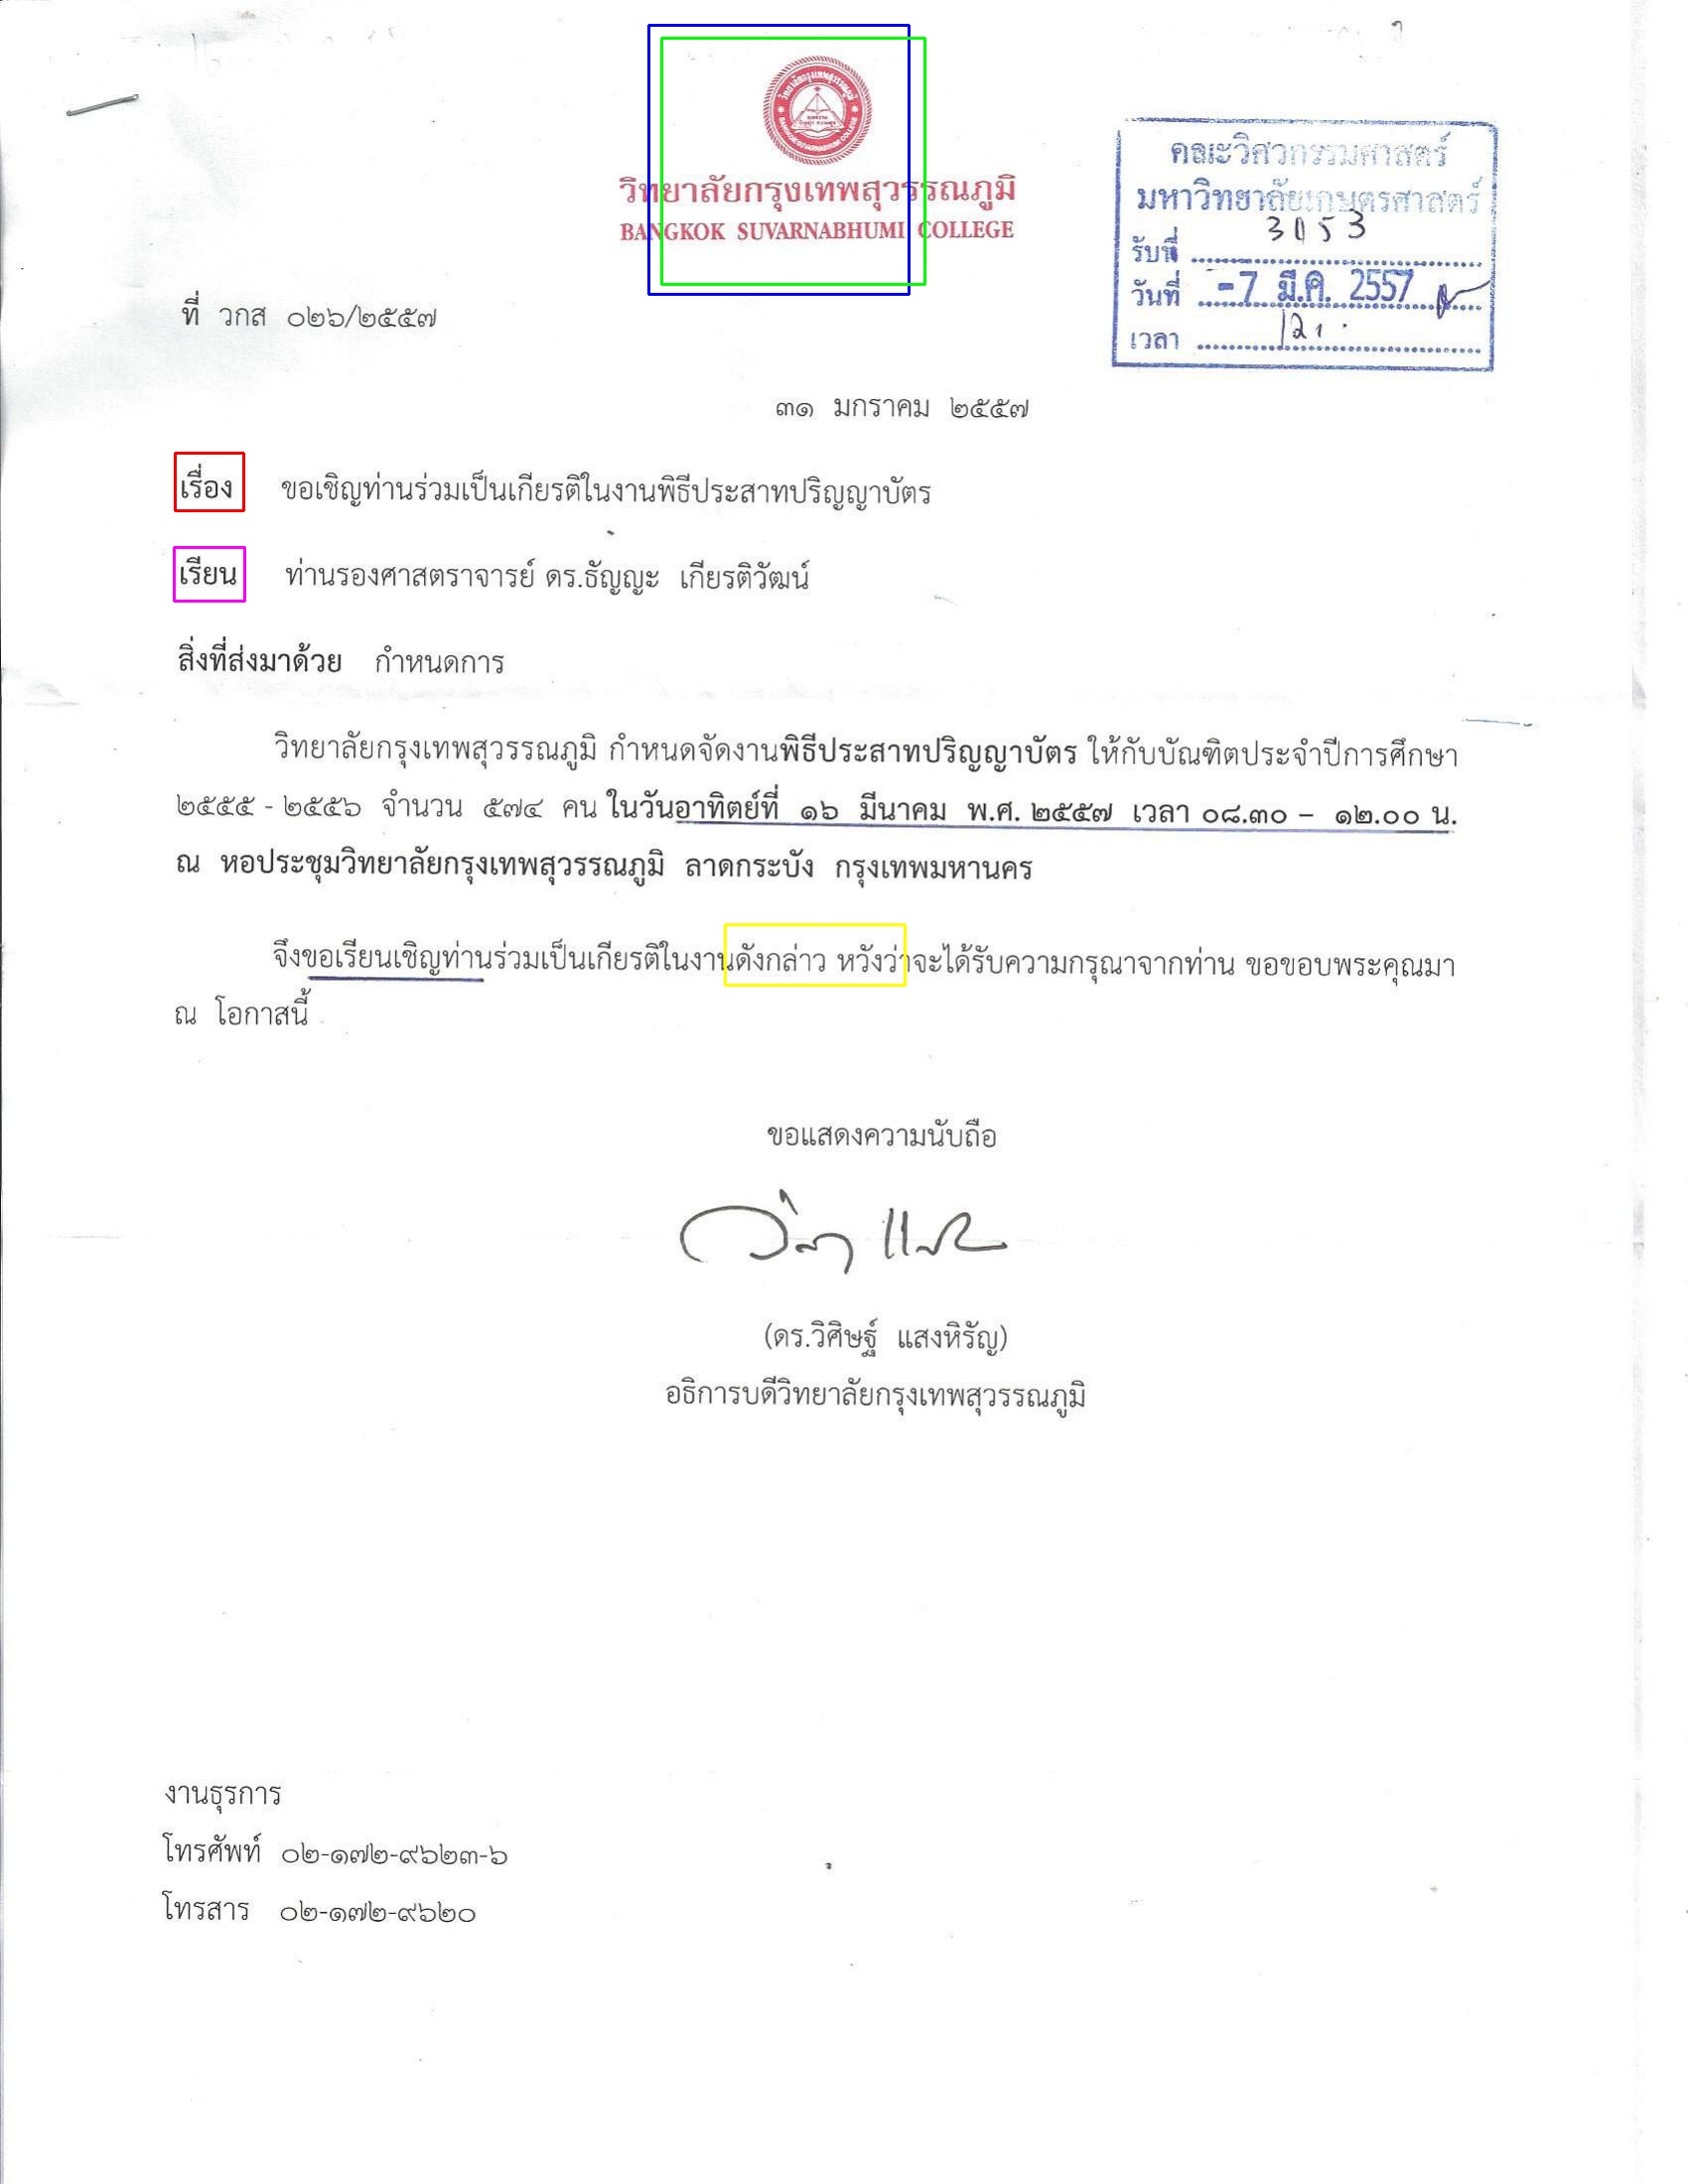 วิทยาลัยกรุงเทพสุวรรณภูมิ
BANGKOK SUVARNABHUMI COLLEGE
คณะวิศวกรรมศาสตร์
มหาวิทยาลัยเกษตรศาสตร์
รับที่ 3053
วันที่ -7 มี.ค. 2557
เวลา
ที่ วกส ๐๒๖/๒๕๕๗
๓๑ มกราคม ๒๕๕๗
เรื่อง ขอเชิญท่านร่วมเป็นเกียรติในงานพิธีประสาทปริญญาบัตร
เรียน ท่านรองศาสตราจารย์ ดร.ธัญญะ เกียรติวัฒน์
สิ่งที่ส่งมาด้วย กำหนดการ
วิทยาลัยกรุงเทพสุวรรณภูมิ กำหนดจัดงานพิธีประสาทปริญญาบัตร ให้กับบัณฑิตประจำปีการศึกษา
๒๕๕๕ - ๒๕๕๖ จำนวน ๕๗๔ คน ในวันอาทิตย์ที่ ๑๖ มีนาคม พ.ศ. ๒๕๕๗ เวลา ๐๘.๓๐ – ๑๒.๐๐ น.
ณ หอประชุมวิทยาลัยกรุงเทพสุวรรณภูมิ ลาดกระบัง กรุงเทพมหานคร
จึงขอเรียนเชิญท่านร่วมเป็นเกียรติในงานดังกล่าว หวังว่าจะได้รับความกรุณาจากท่าน ขอขอบพระคุณมา
ณ โอกาสนี้
ขอแสดงความนับถือ
(ดร.วิศิษฐ์ แสงหิรัญ)
อธิการบดีวิทยาลัยกรุงเทพสุวรรณภูมิ
งานธุรการ
โทรศัพท์ ๐๒-๑๗๒-๙๖๒๓-๖
โทรสาร ๐๒-๑๗๒-๙๖๒๐